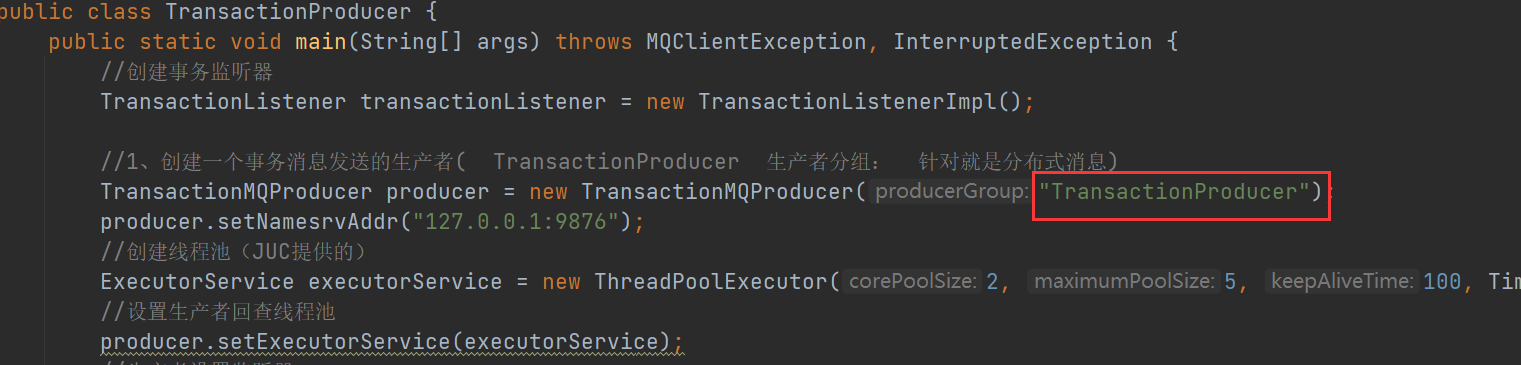 public class TransactionProducer {
public static void main(String[] args) throws MQClientException, InterruptedException {
//创建事务监听器
TransactionListener transactionListener = new TransactionListenerImpl();
//1、创建一个事务消息发送的生产者( TransactionProducer 生产者分组: 针对就是分布式消息)
TransactionMQProducer producer = new TransactionMQProducer( producerGroup: "TransactionProducer");
producer.setNamesrvAddr("127.0.0.1:9876");
//创建线程池（JUC提供的）
ExecutorService executorService = new ThreadPoolExecutor( corePoolSize: 2, maximumPoolSize: 5, keepAliveTime: 100, Tim
//设置生产者回查线程池
producer.setExecutorService(executorService);